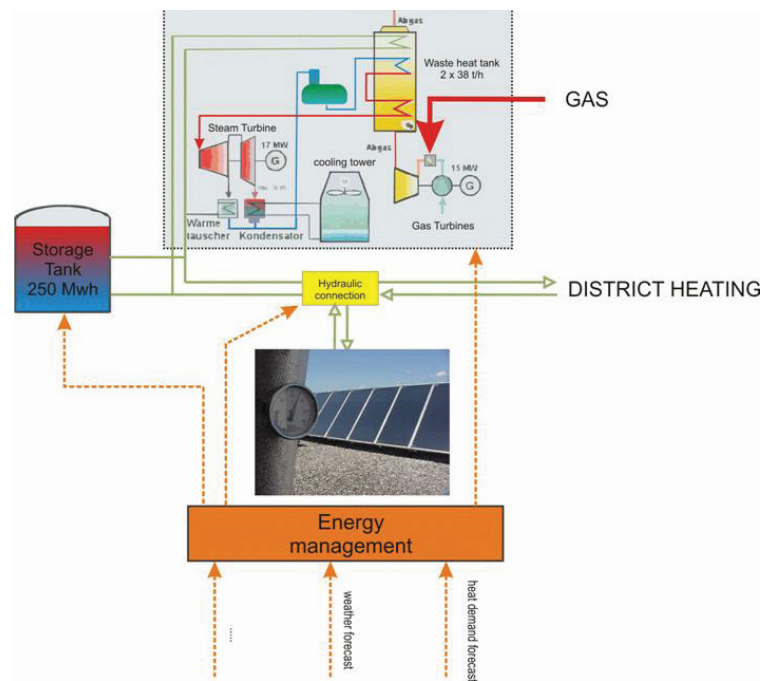 Abgas
Waste heat tank
2 x 38 t/h
GAS
Steam Turbine
17 MW
G
Abgas
cooling tower
15 MW
G
Gas Turbines
Wärme
tauscher
Kondensator
Storage
Tank
250 Mwh
Hydraulic
connection
DISTRICT HEATING
Energy
management
.....
weather forecast
heat demand forecast